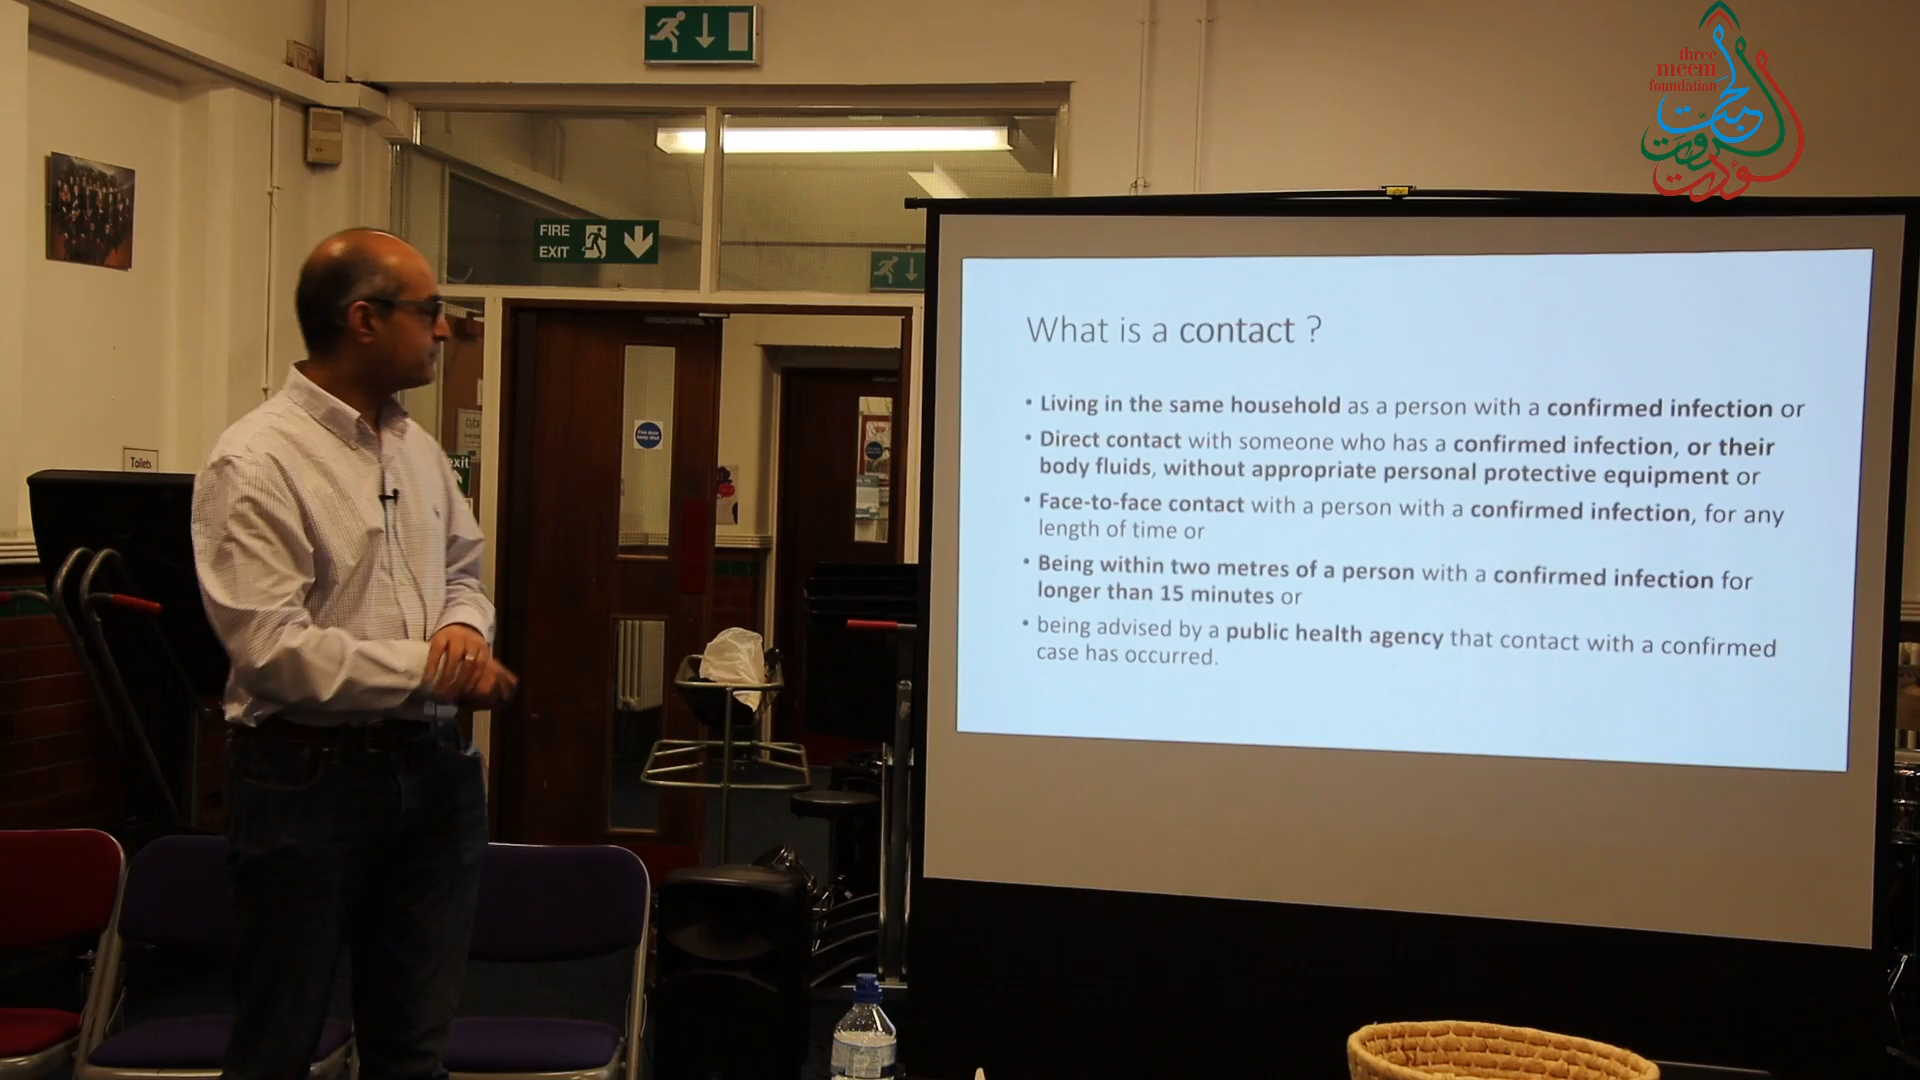 three
meem
foundation
محبت
مروّت
مؤدت
FIRE
EXIT
Toilets
exit
What is a contact ?
• Living in the same household as a person with a confirmed infection or
• Direct contact with someone who has a confirmed infection, or their
body fluids, without appropriate personal protective equipment or
• Face-to-face contact with a person with a confirmed infection, for any
length of time or
• Being within two metres of a person with a confirmed infection for
longer than 15 minutes or
• being advised by a public health agency that contact with a confirmed
case has occurred.